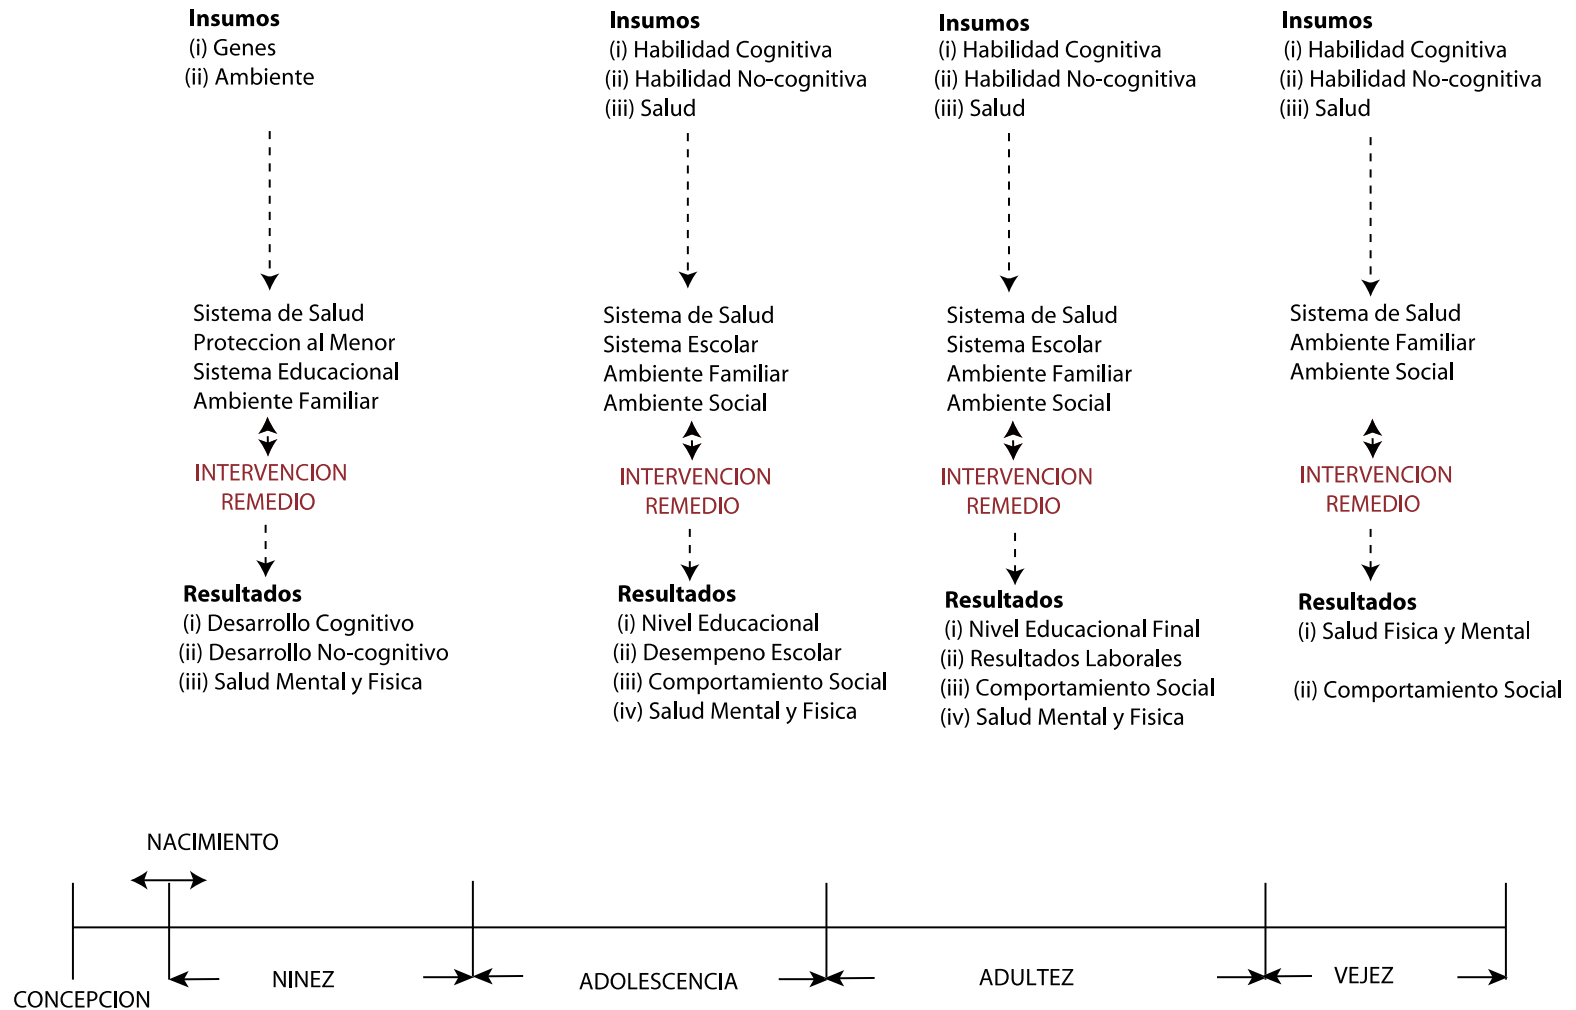 Insumos
(i) Genes
(ii) Ambiente
Sistema de Salud
Proteccion al Menor
Sistema Educacional
Ambiente Familiar
INTERVENCION
REMEDIO
Resultados
(i) Desarrollo Cognitivo
(ii) Desarrollo No-cognitivo
(iii) Salud Mental y Fisica
Insumos
(i) Habilidad Cognitiva
(ii) Habilidad No-cognitiva
(iii) Salud
Sistema de Salud
Sistema Escolar
Ambiente Familiar
Ambiente Social
INTERVENCION
REMEDIO
Resultados
(i) Nivel Educacional
(ii) Desempeno Escolar
(iii) Comportamiento Social
(iv) Salud Mental y Fisica
Insumos
(i) Habilidad Cognitiva
(ii) Habilidad No-cognitiva
(iii) Salud
Sistema de Salud
Sistema Escolar
Ambiente Familiar
Ambiente Social
INTERVENCION
REMEDIO
Resultados
(i) Nivel Educacional Final
(ii) Resultados Laborales
(iii) Comportamiento Social
(iv) Salud Mental y Fisica
Insumos
(i) Habilidad Cognitiva
(ii) Habilidad No-cognitiva
(iii) Salud
Sistema de Salud
Ambiente Familiar
Ambiente Social
INTERVENCION
REMEDIO
Resultados
(i) Salud Fisica y Mental
(ii) Comportamiento Social
NACIMIENTO
CONCEPCION
NINEZ
ADOLESCENCIA
ADULTEZ
VEJEZ